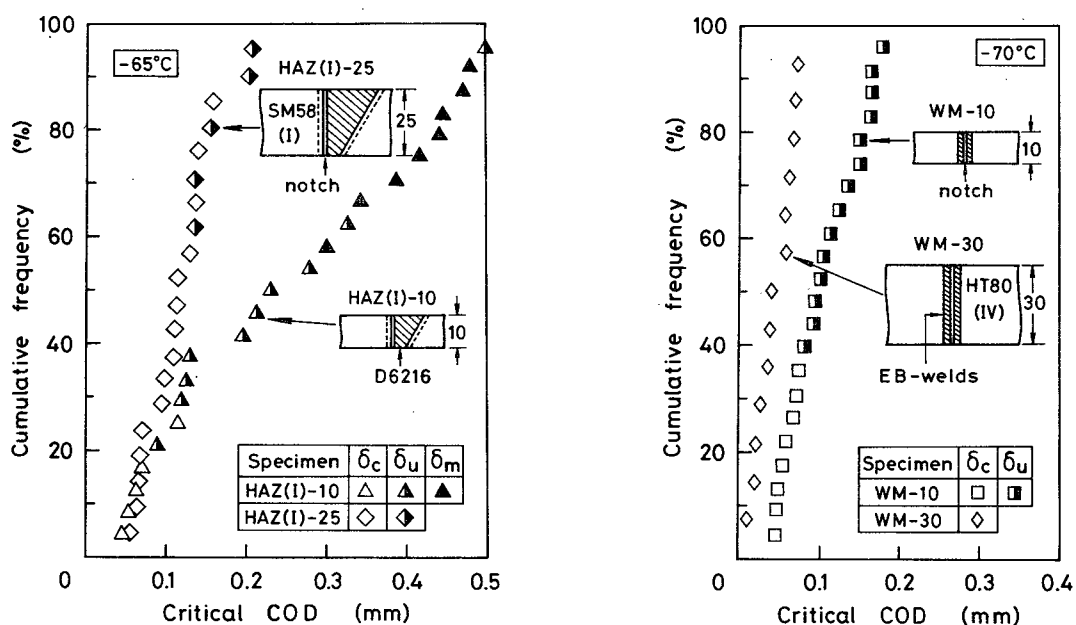 -65°C
HAZ(I)-25
SM58
(I)
25
notch
HAZ(I)-10
10
D6216
Specimen δc δu δm
HAZ(I)-10
HAZ(I)-25
100
80
60
40
20
0
0.1 0.2 0.3 0.4 0.5
Cumulative frequency (%)
Critical COD (mm)
-70°C
WM-10
10
notch
WM-30
HT80
(IV)
30
EB-welds
Specimen δc δu
WM-10
WM-30
100
80
60
40
20
0
0.1 0.2 0.3 0.4
Cumulative frequency (%)
Critical COD (mm)